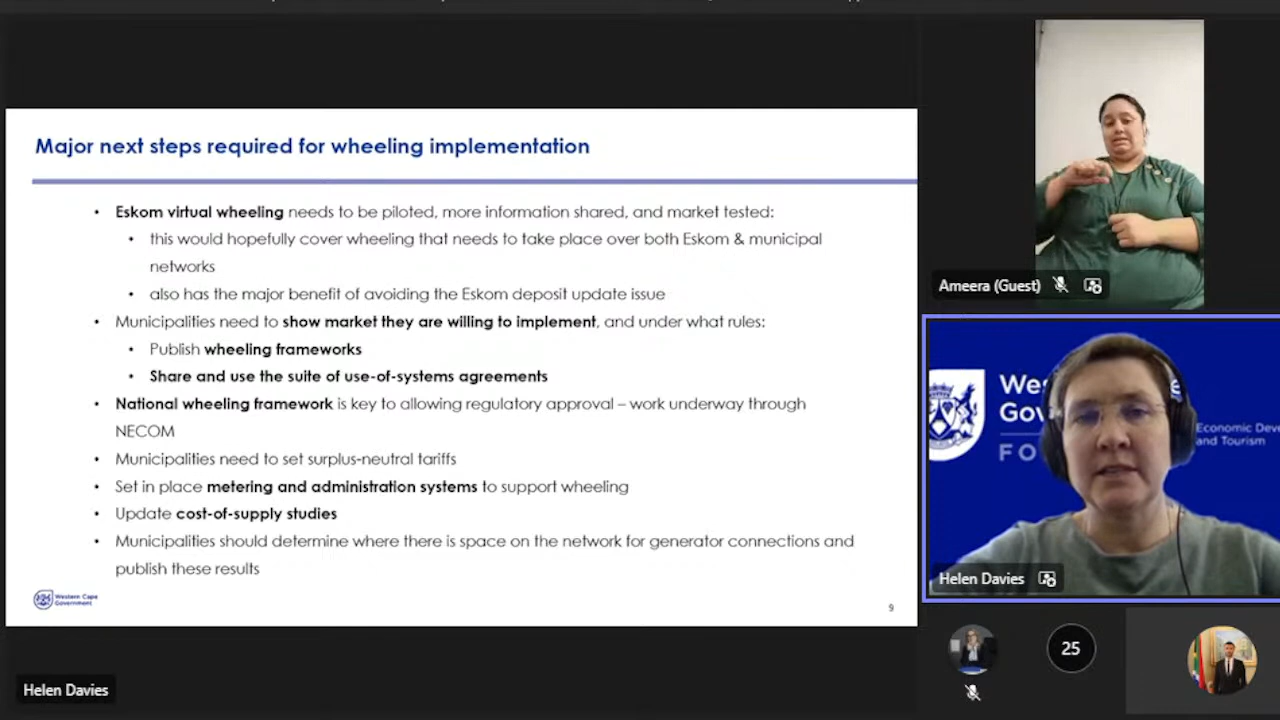 Major next steps required for wheeling implementation
• Eskom virtual wheeling needs to be piloted, more information shared, and market tested:
• this would hopefully cover wheeling that needs to take place over both Eskom & municipal
networks
• also has the major benefit of avoiding the Eskom deposit update issue
• Municipalities need to show market they are willing to implement, and under what rules:
• Publish wheeling frameworks
• Share and use the suite of use-of-systems agreements
• National wheeling framework is key to allowing regulatory approval – work underway through
NECOM
• Municipalities need to set surplus-neutral tariffs
• Set in place metering and administration systems to support wheeling
• Update cost-of-supply studies
• Municipalities should determine where there is space on the network for generator connections and
publish these results
Western Cape
Government
9
Helen Davies
Ameera (Guest)
We
Gov
FO
Economic Deve
and Tourism
Helen Davies
25